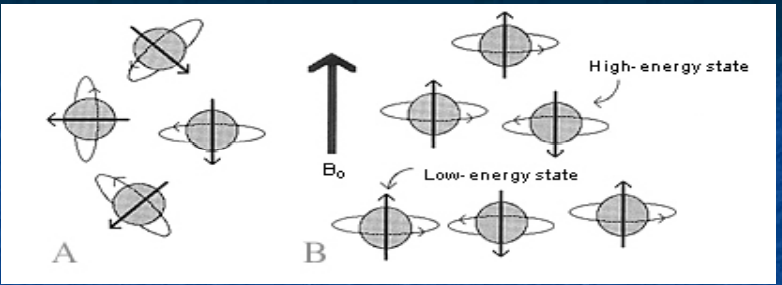 High-energy state
B₀
Low-energy state
A
B